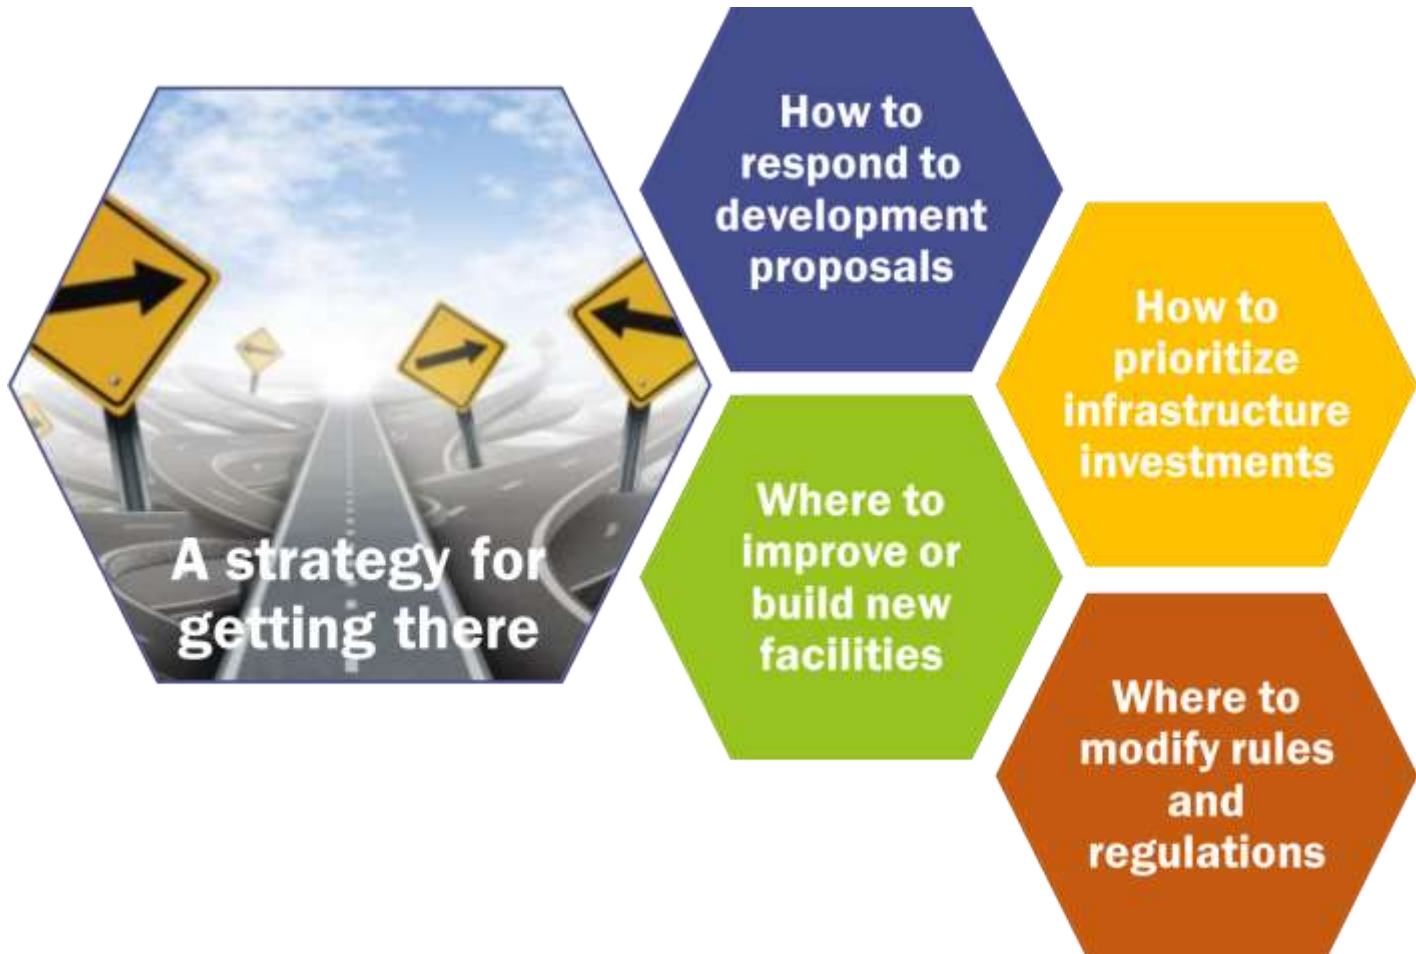 A strategy for
getting there
How to
respond to
development
proposals
How to
prioritize
infrastructure
investments
Where to
improve or
build new
facilities
Where to
modify rules
and
regulations